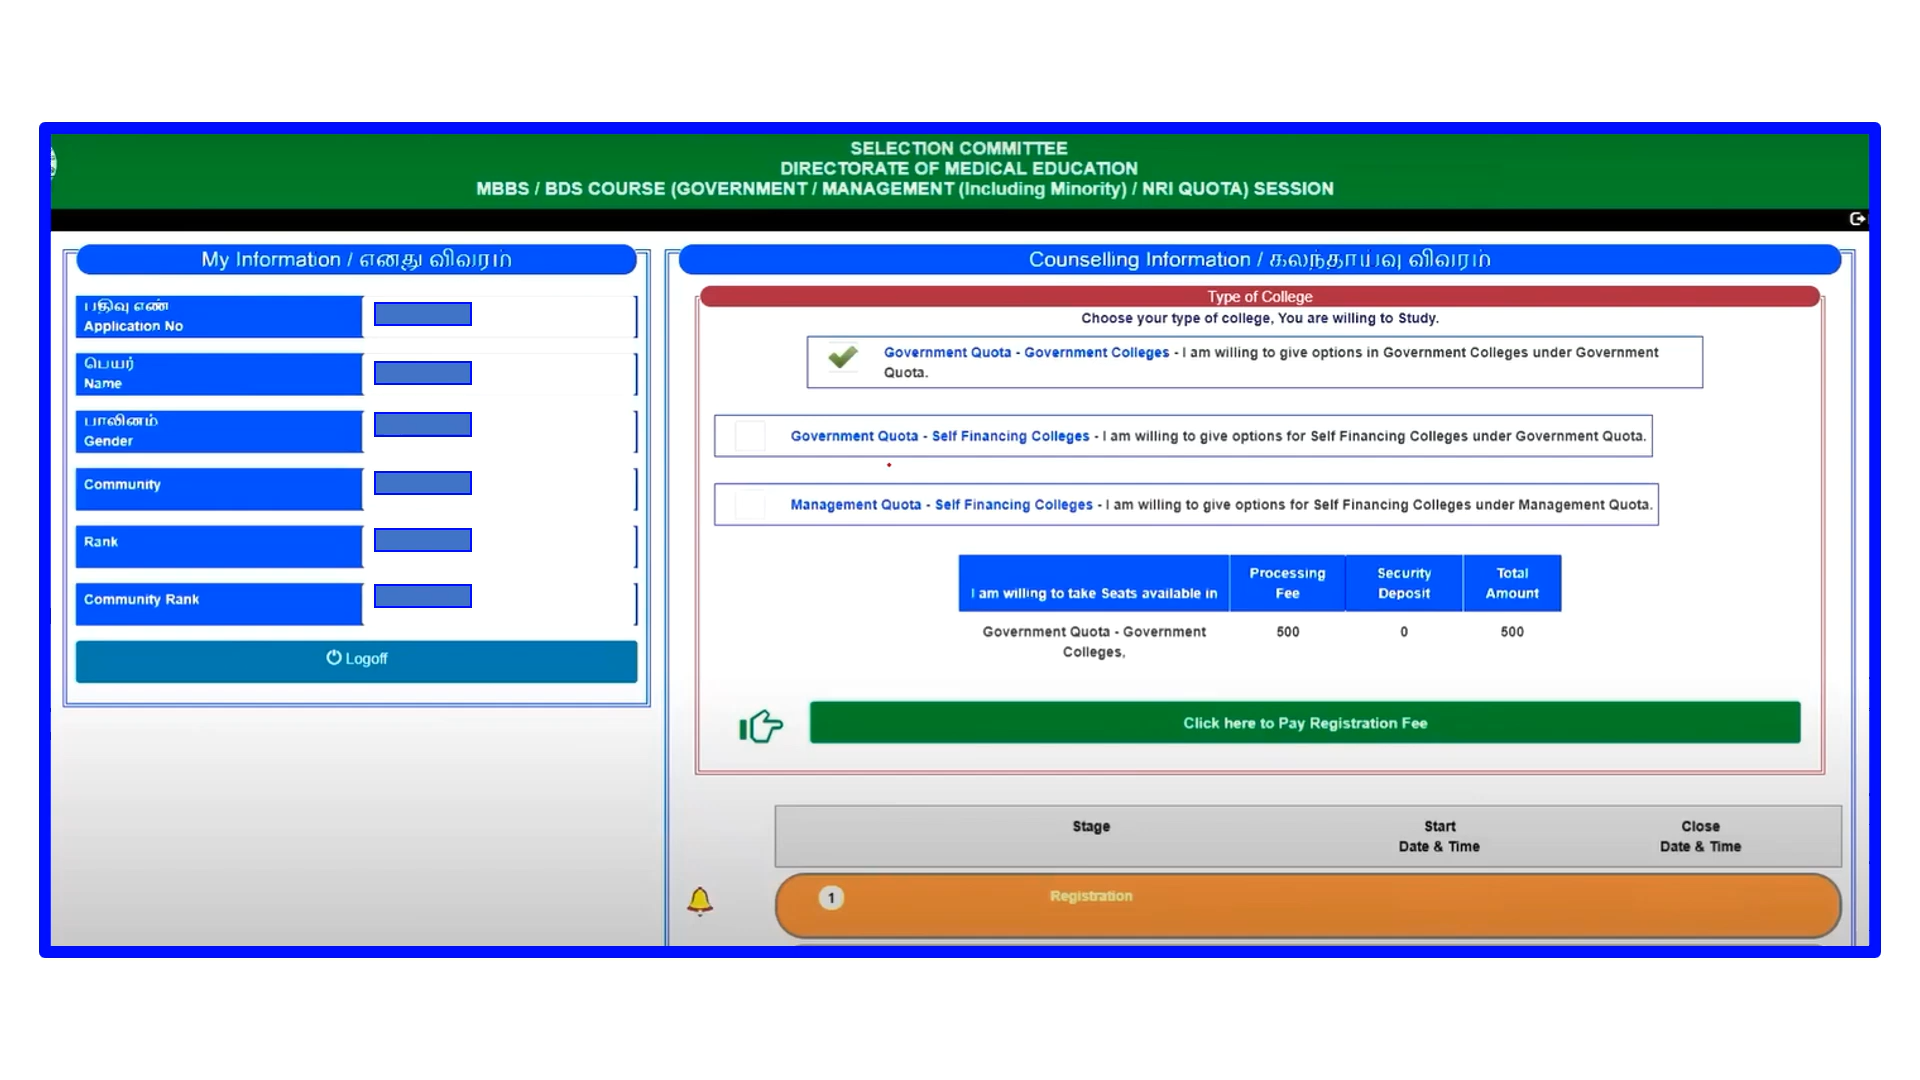 SELECTION COMMITTEE
DIRECTORATE OF MEDICAL EDUCATION
MBBS / BDS COURSE (GOVERNMENT / MANAGEMENT (Including Minority) / NRI QUOTA) SESSION
My Information / எனது விவரம்
பதிவு எண்
Application No
பெயர்
Name
பாலினம்
Gender
Community
Rank
Community Rank
Logoff
Counselling Information / கலந்தாய்வு விவரம்
Type of College
Choose your type of college, You are willing to Study.
Government Quota - Government Colleges - I am willing to give options in Government Colleges under Government
Quota.
Government Quota - Self Financing Colleges - I am willing to give options for Self Financing Colleges under Government Quota.
Management Quota - Self Financing Colleges - I am willing to give options for Self Financing Colleges under Management Quota.
I am willing to take Seats available in Processing Fee Security Deposit Total Amount
Government Quota - Government 500 0 500
Colleges,
Click here to Pay Registration Fee
Stage Start Close
Date & Time Date & Time
1 Registration